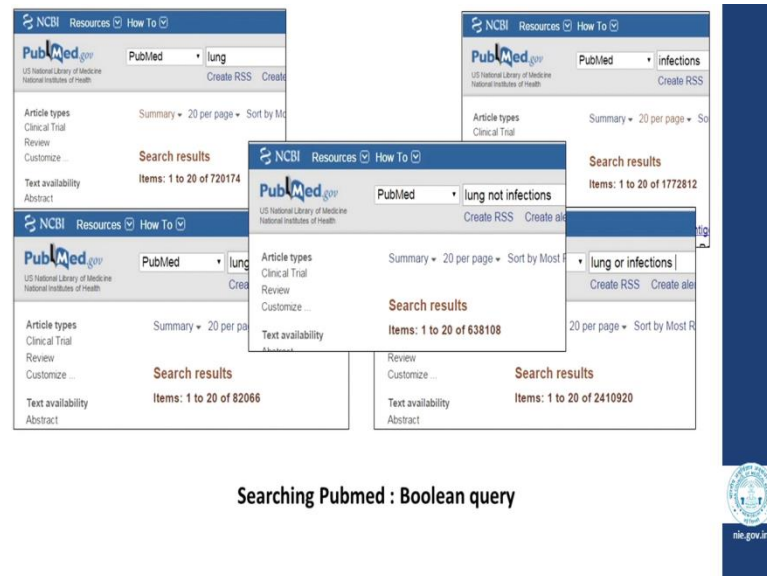 NCBI Resources How To
PubMed.gov
US National Library of Medicine
National Institutes of Health
PubMed
lung
Create RSS Create
Article types
Clinical Trial
Review
Customize ...
Text availability
Abstract
Summary 20 per page Sort by Mo
Search results
Items: 1 to 20 of 720174
NCBI Resources How To
PubMed.gov
US National Library of Medicine
National Institutes of Health
PubMed
infections
Create RSS
Article types
Clinical Trial
Summary 20 per page So
Search results
Items: 1 to 20 of 1772812
NCBI Resources How To
PubMed.gov
US National Library of Medicine
National Institutes of Health
PubMed
lung not infections
Create RSS Create ale
Article types
Clinical Trial
Review
Customize ...
Text availability
Summary 20 per page Sort by Most R
Search results
Items: 1 to 20 of 638108
NCBI Resources How To
PubMed.gov
US National Library of Medicine
National Institutes of Health
PubMed
lung
Crea
Article types
Clinical Trial
Review
Customize ...
Text availability
Abstract
Summary 20 per pa
Search results
Items: 1 to 20 of 82066
lung or infections
Create RSS Create aler
20 per page Sort by Most R
Review
Customize ...
Text availability
Abstract
Search results
Items: 1 to 20 of 2410920
Searching Pubmed : Boolean query
nie.gov.in